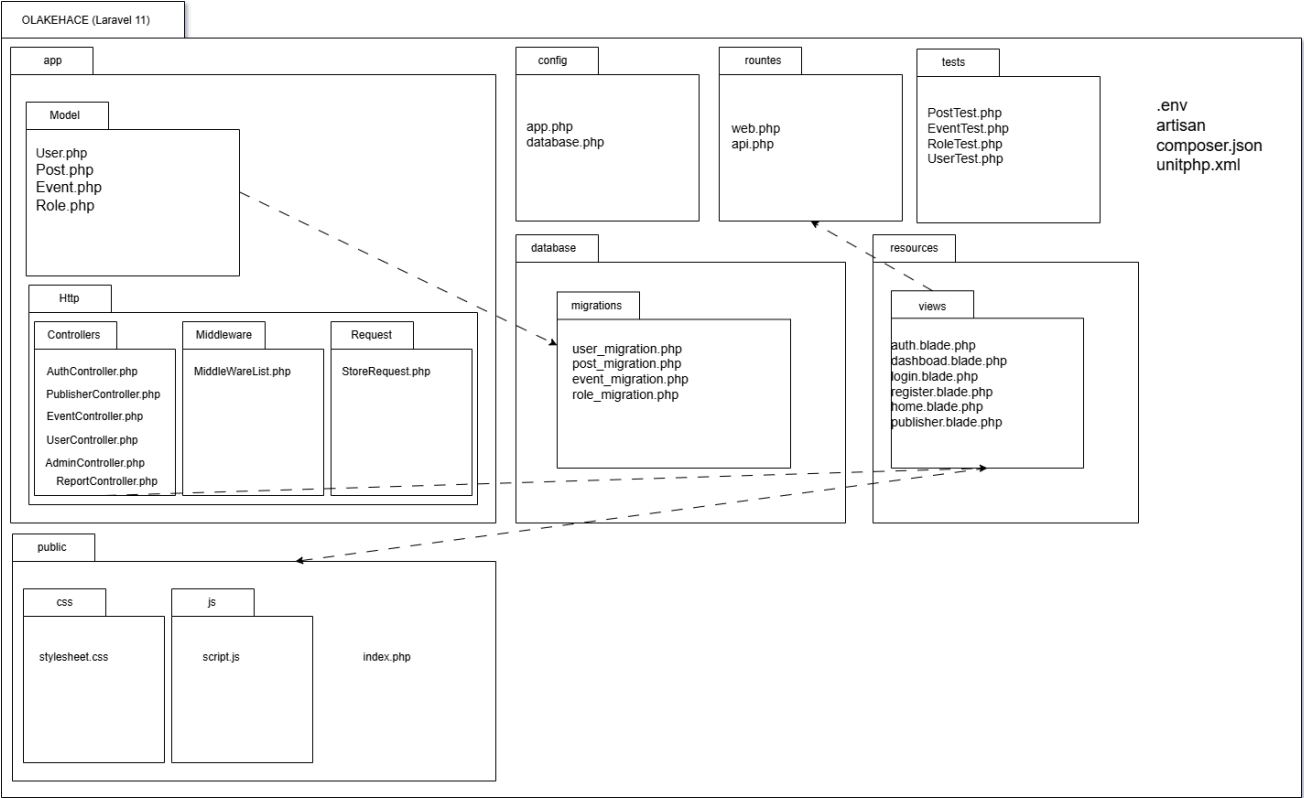 OLAKEHACE (Laravel 11)
app
Model
User.php
Post.php
Event.php
Role.php
Http
Controllers
AuthController.php
PublisherController.php
EventController.php
UserController.php
AdminController.php
ReportController.php
Middleware
MiddleWareList.php
Request
StoreRequest.php
config
app.php
database.php
rountes
web.php
api.php
tests
PostTest.php
EventTest.php
RoleTest.php
UserTest.php
.env
artisan
composer.json
unitphp.xml
database
migrations
user_migration.php
post_migration.php
event_migration.php
role_migration.php
resources
views
auth.blade.php
dashboad.blade.php
login.blade.php
register.blade.php
home.blade.php
publisher.blade.php
public
css
stylesheet.css
js
script.js
index.php